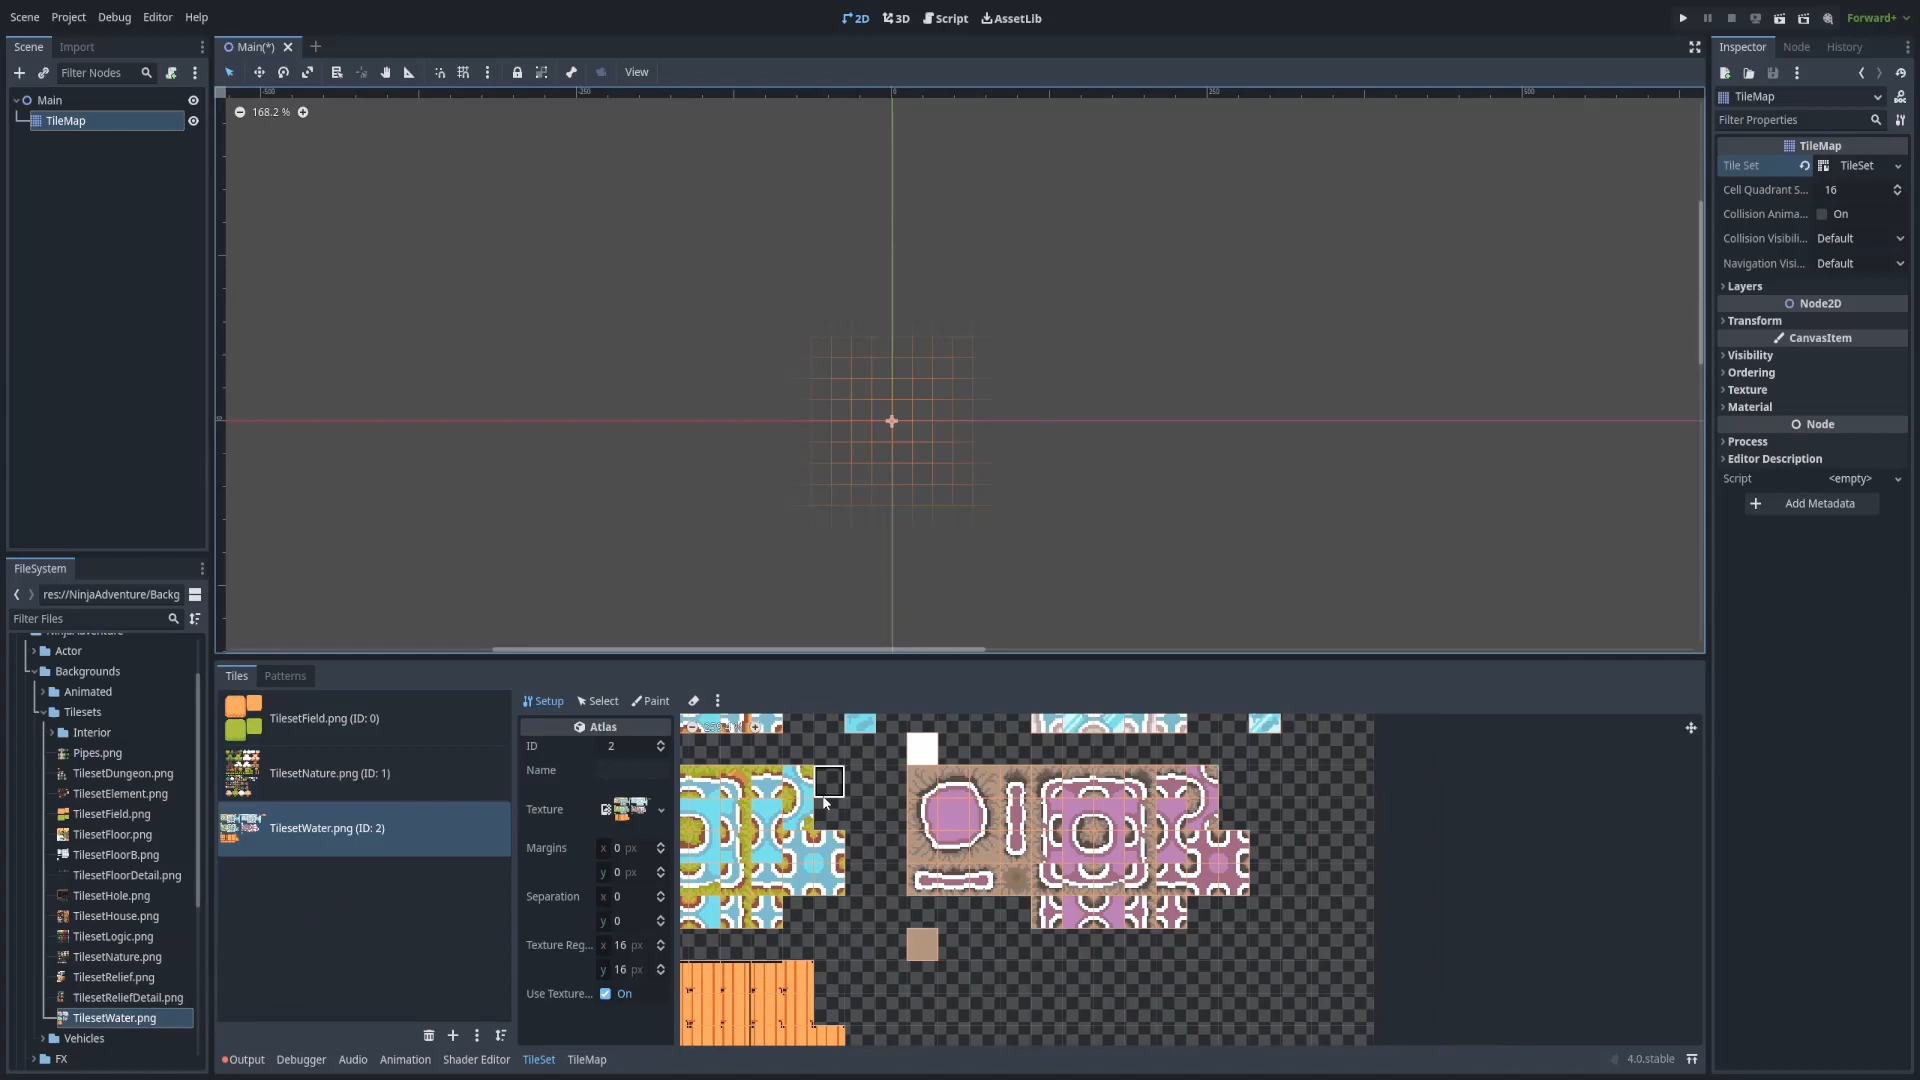 Scene Project Debug Editor Help
2D 3D Script AssetLib
Forward+
Scene Import
Filter Nodes
Main
TileMap
Main(*)
View
-500 -250 0 250 500
0
168.2 %
Inspector Node History
TileMap
Filter Properties
TileMap
Tile Set TileSet
Cell Quadrant S... 16
Collision Anima... On
Collision Visibili... Default
Navigation Visi... Default
Layers
Node2D
Transform
CanvasItem
Visibility
Ordering
Texture
Material
Node
Process
Editor Description
Script <empty>
Add Metadata
FileSystem
res://NinjaAdventure/Backg
Filter Files
NinjaAdventure
Actor
Backgrounds
Animated
Tilesets
Interior
Pipes.png
TilesetDungeon.png
TilesetElement.png
TilesetField.png
TilesetFloor.png
TilesetFloorB.png
TilesetFloorDetail.png
TilesetHole.png
TilesetHouse.png
TilesetLogic.png
TilesetNature.png
TilesetRelief.png
TilesetReliefDetail.png
TilesetWater.png
Vehicles
FX
Tiles Patterns
TilesetField.png (ID: 0)
TilesetNature.png (ID: 1)
TilesetWater.png (ID: 2)
Setup Select Paint
Atlas
ID 2
Name
Texture
Margins x 0 px
y 0 px
Separation x 0
y 0
Texture Reg... x 16 px
y 16 px
Use Texture... On
Output Debugger Audio Animation Shader Editor TileSet TileMap
4.0.stable